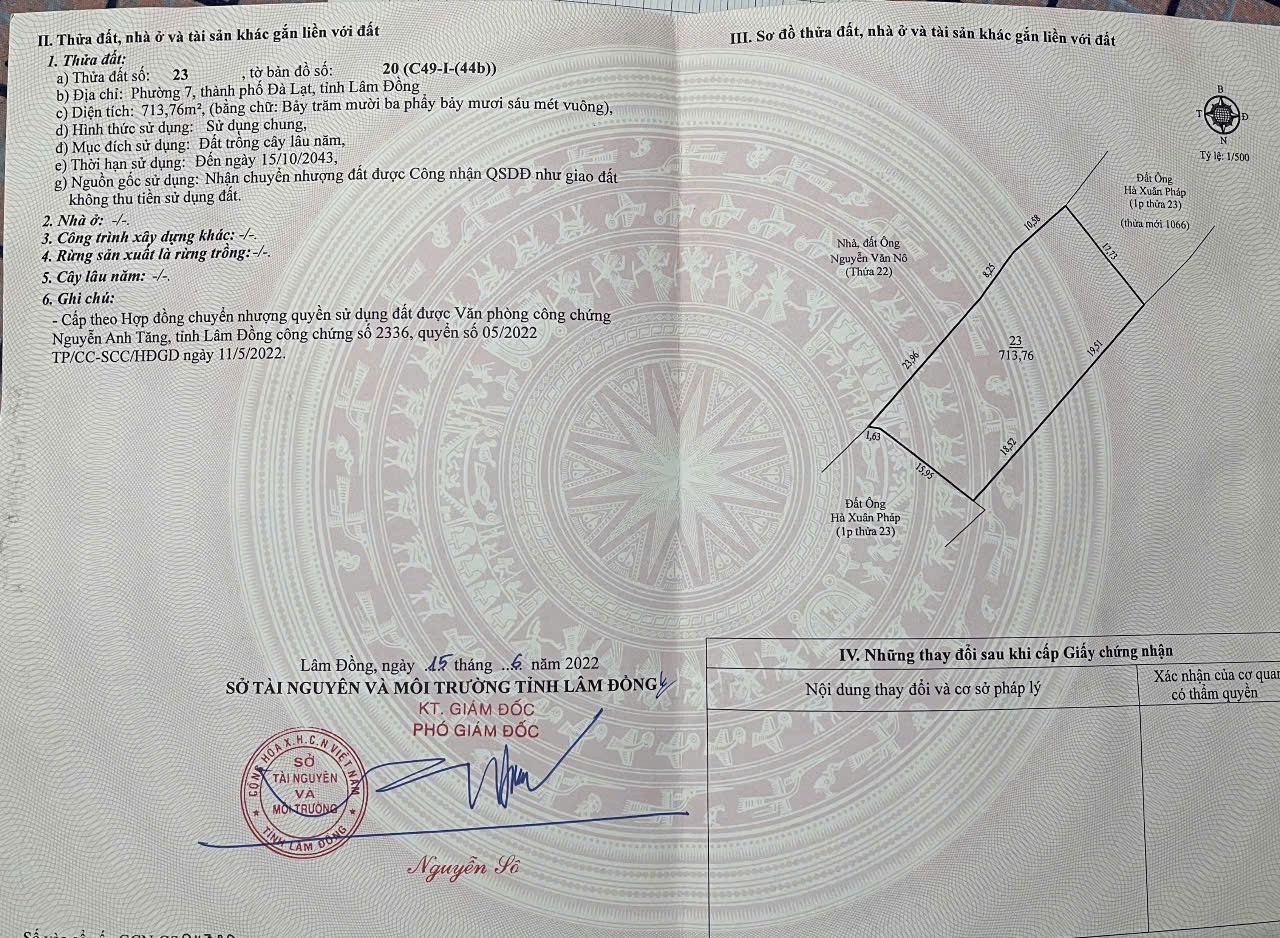 II. Thửa đất, nhà ở và tài sản khác gắn liền với đất
1. Thửa đất:
a) Thửa đất số: 23 , tờ bản đồ số: 20 (C49-I-(44b))
b) Địa chỉ: Phường 7, thành phố Đà Lạt, tỉnh Lâm Đồng
c) Diện tích: 713,76m², (bằng chữ: Bảy trăm mười ba phẩy bảy mươi sáu mét vuông),
d) Hình thức sử dụng: Sử dụng chung,
đ) Mục đích sử dụng: Đất trồng cây lâu năm,
e) Thời hạn sử dụng: Đến ngày 15/10/2043,
g) Nguồn gốc sử dụng: Nhận chuyển nhượng đất được Công nhận QSDĐ như giao đất
không thu tiền sử dụng đất.
2. Nhà ở: -/-.
3. Công trình xây dựng khác: -/-.
4. Rừng sản xuất là rừng trồng: -/-.
5. Cây lâu năm: -/-.
6. Ghi chú:
- Cấp theo Hợp đồng chuyển nhượng quyền sử dụng đất được Văn phòng công chứng
Nguyễn Anh Tăng, tỉnh Lâm Đồng công chứng số 2336, quyển số 05/2022
TP/CC-SCC/HĐGD ngày 11/5/2022.
Lâm Đồng, ngày 15 tháng 6 năm 2022
SỞ TÀI NGUYÊN VÀ MÔI TRƯỜNG TỈNH LÂM ĐỒNG
KT. GIÁM ĐỐC
PHÓ GIÁM ĐỐC
CỘNG HÒA X.H.C.N VIỆT NAM
SỞ
TÀI NGUYÊN
VÀ
MÔI TRƯỜNG
TỈNH LÂM ĐỒNG
Nguyễn Sô
III. Sơ đồ thửa đất, nhà ở và tài sản khác gắn liền với đất
B
T Đ
N
Tỷ lệ: 1/500
Đất Ông
Hà Xuân Pháp
(1p thửa 23)
(thửa mới 1066)
10,58
17,73
Nhà, đất Ông
Nguyễn Văn Nô
(Thửa 22)
8,25
23
713,76
23,96
19,51
1,63
18,52
15,95
Đất Ông
Hà Xuân Pháp
(1p thửa 23)
IV. Những thay đổi sau khi cấp Giấy chứng nhận
Nội dung thay đổi và cơ sở pháp lý
Xác nhận của cơ quan
có thẩm quyền